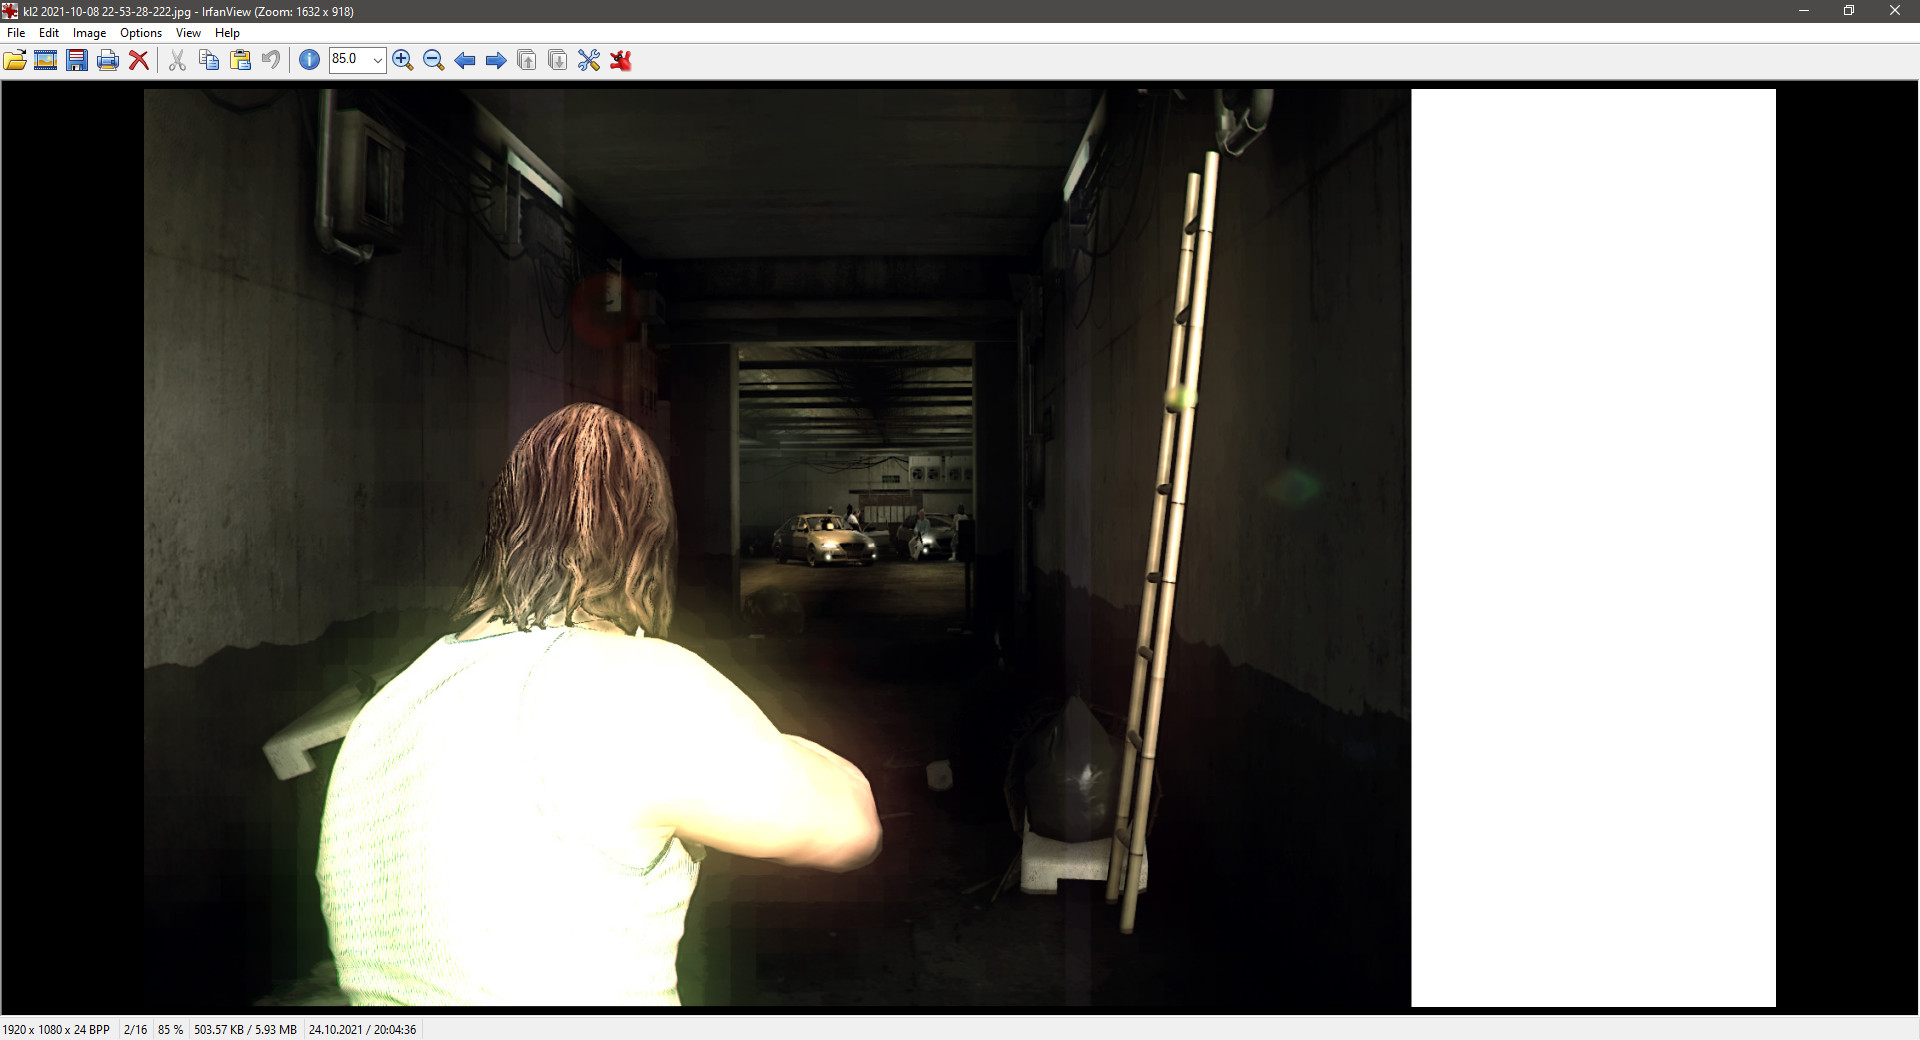 kl2 2021-10-08 22-53-28-222.jpg - IrfanView (Zoom: 1632 x 918)
File Edit Image Options View Help
85.0
1920 x 1080 x 24 BPP 2/16 85 % 503.57 KB / 5.93 MB 24.10.2021 / 20:04:36